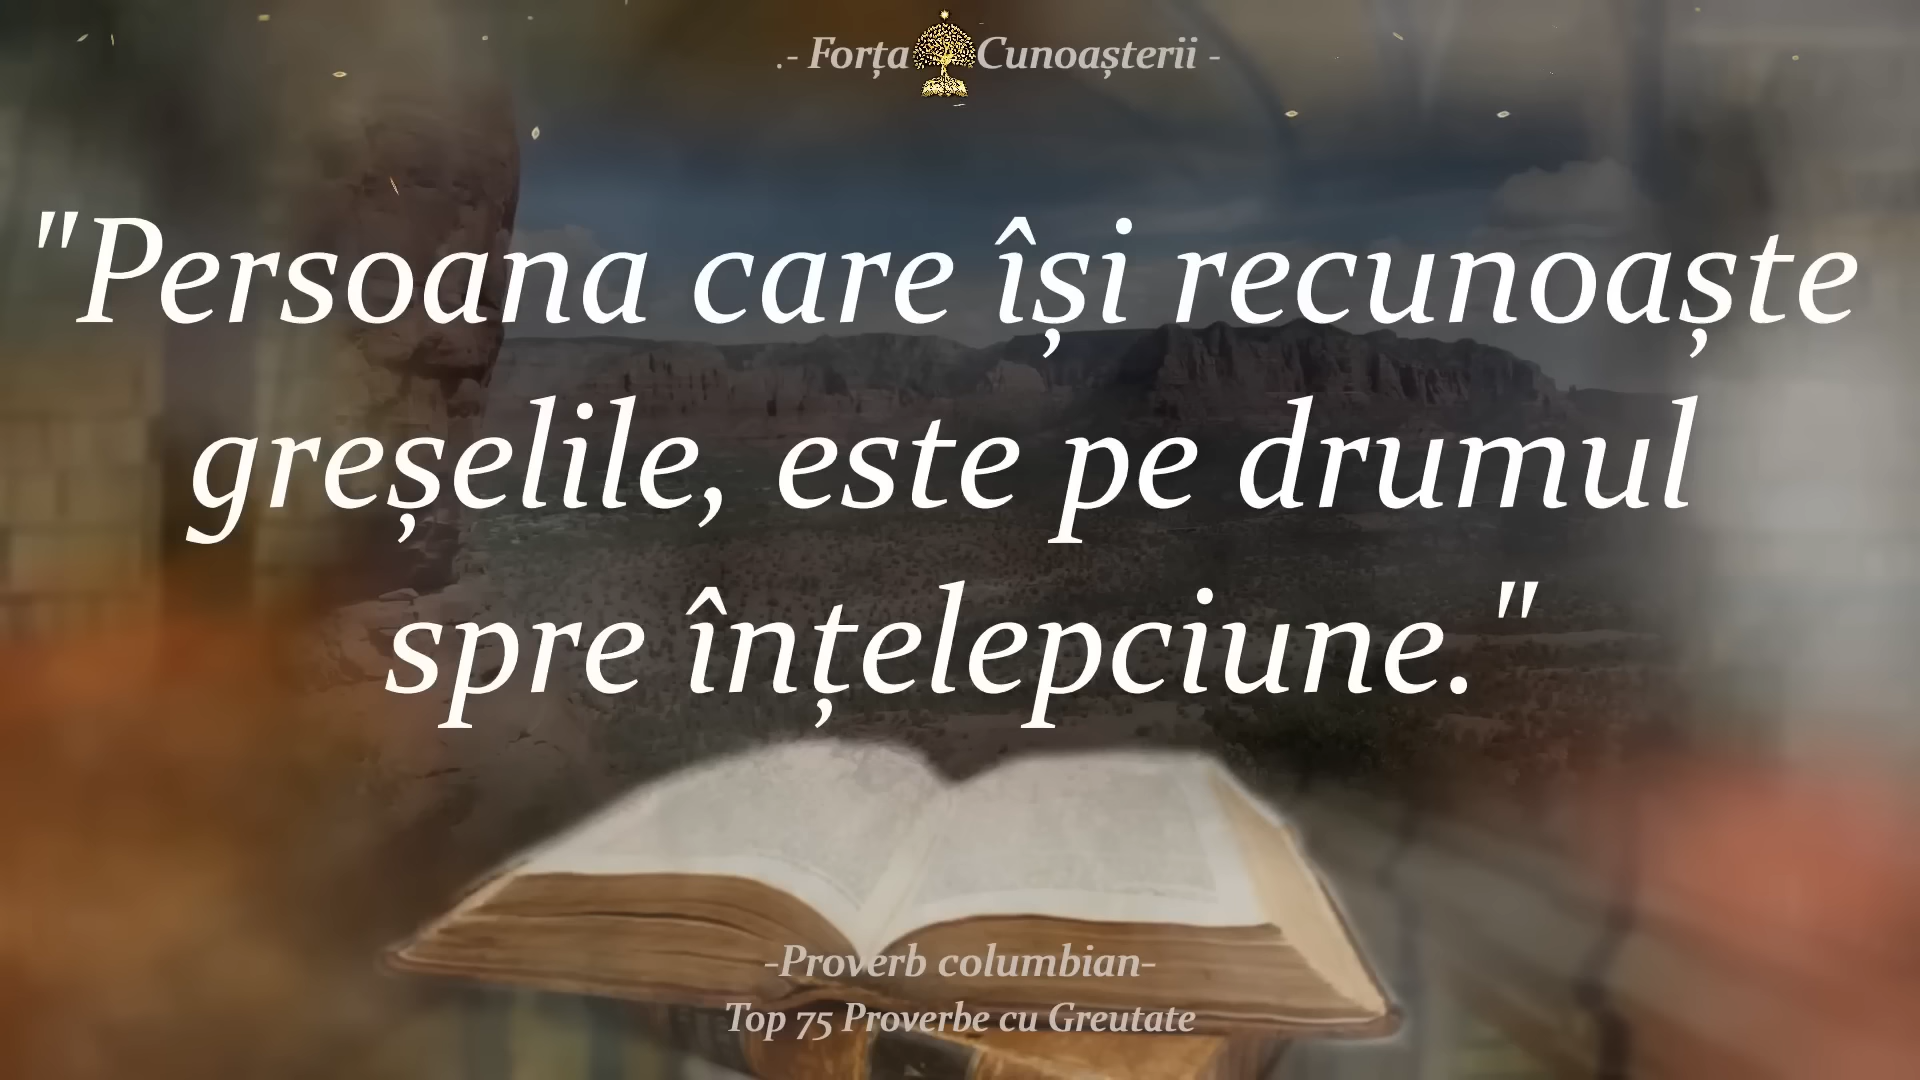 .- Forța Cunoașterii -
"Persoana care își recunoaște
greșelile, este pe drumul
spre înțelepciune."
-Proverb columbian-
Top 75 Proverbe cu Greutate